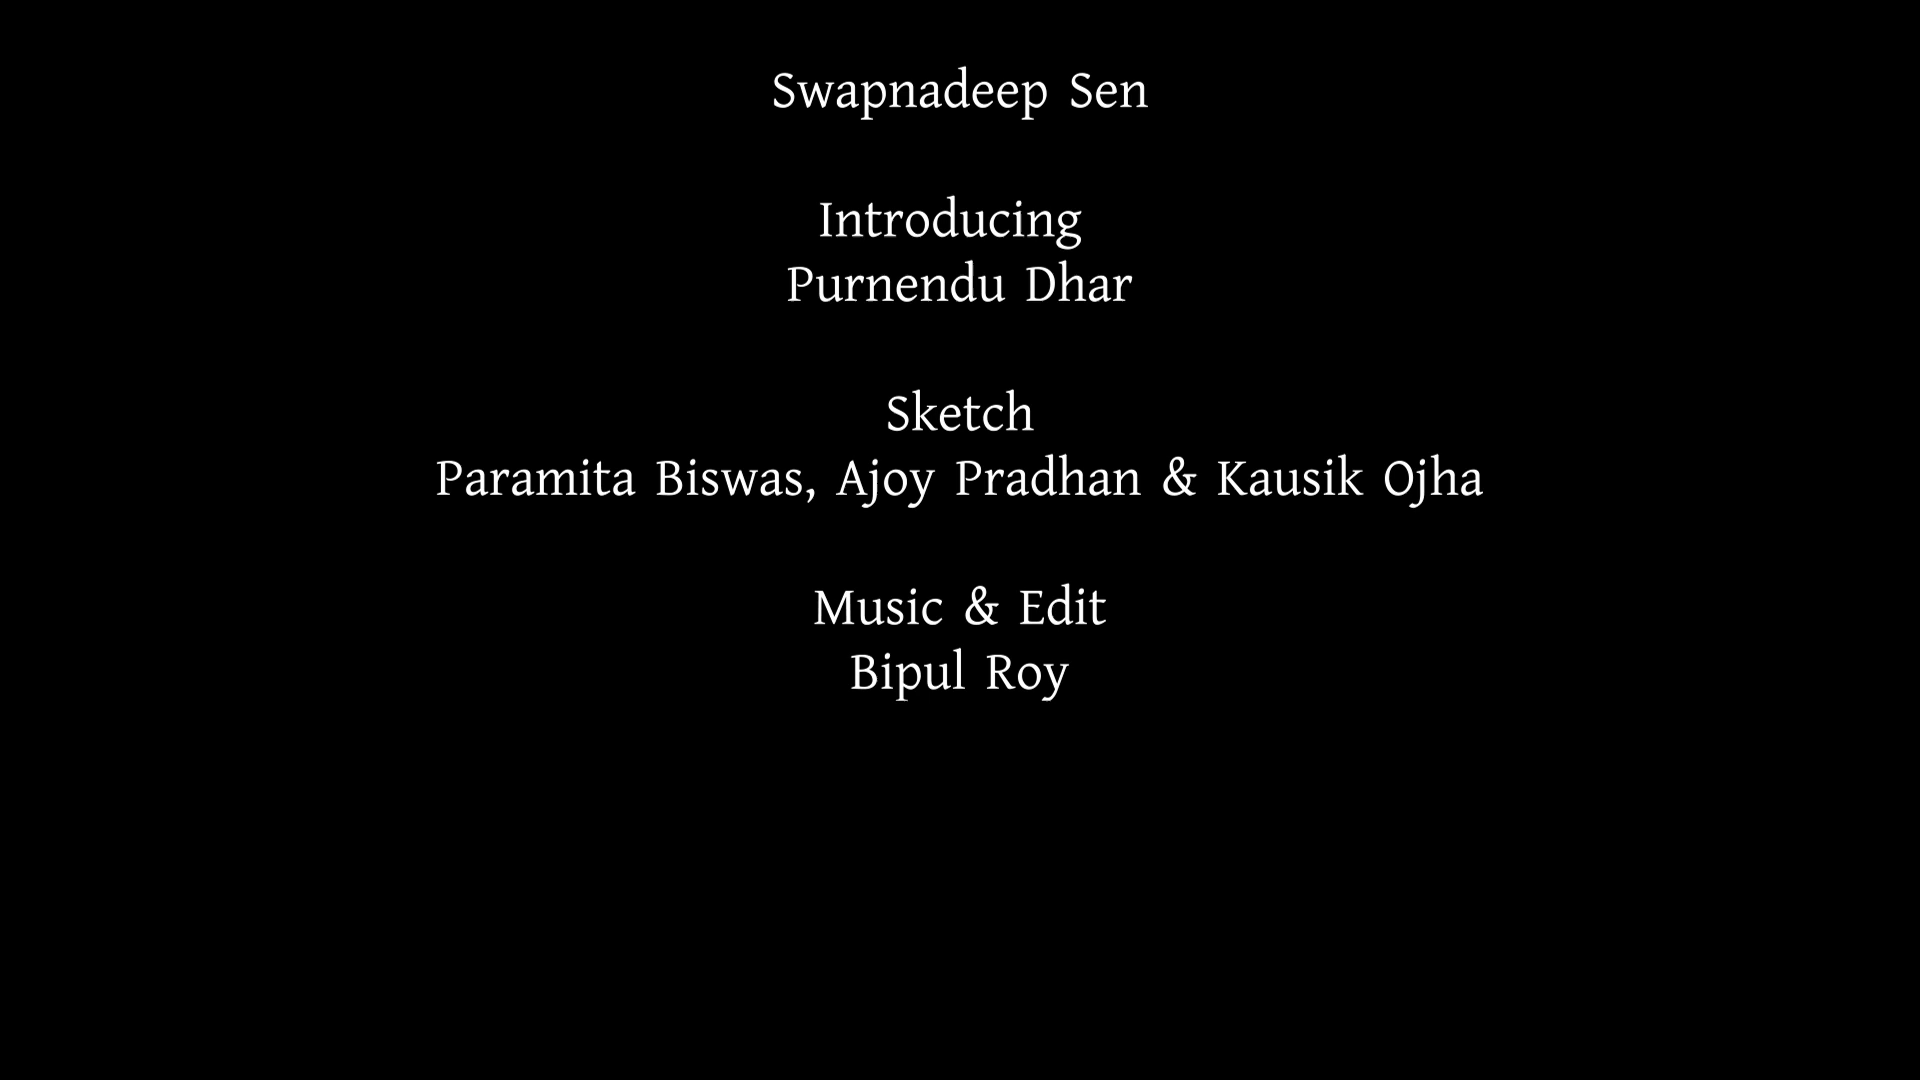 Swapnadeep Sen
Introducing
Purnendu Dhar
Sketch
Paramita Biswas, Ajoy Pradhan & Kausik Ojha
Music & Edit
Bipul Roy